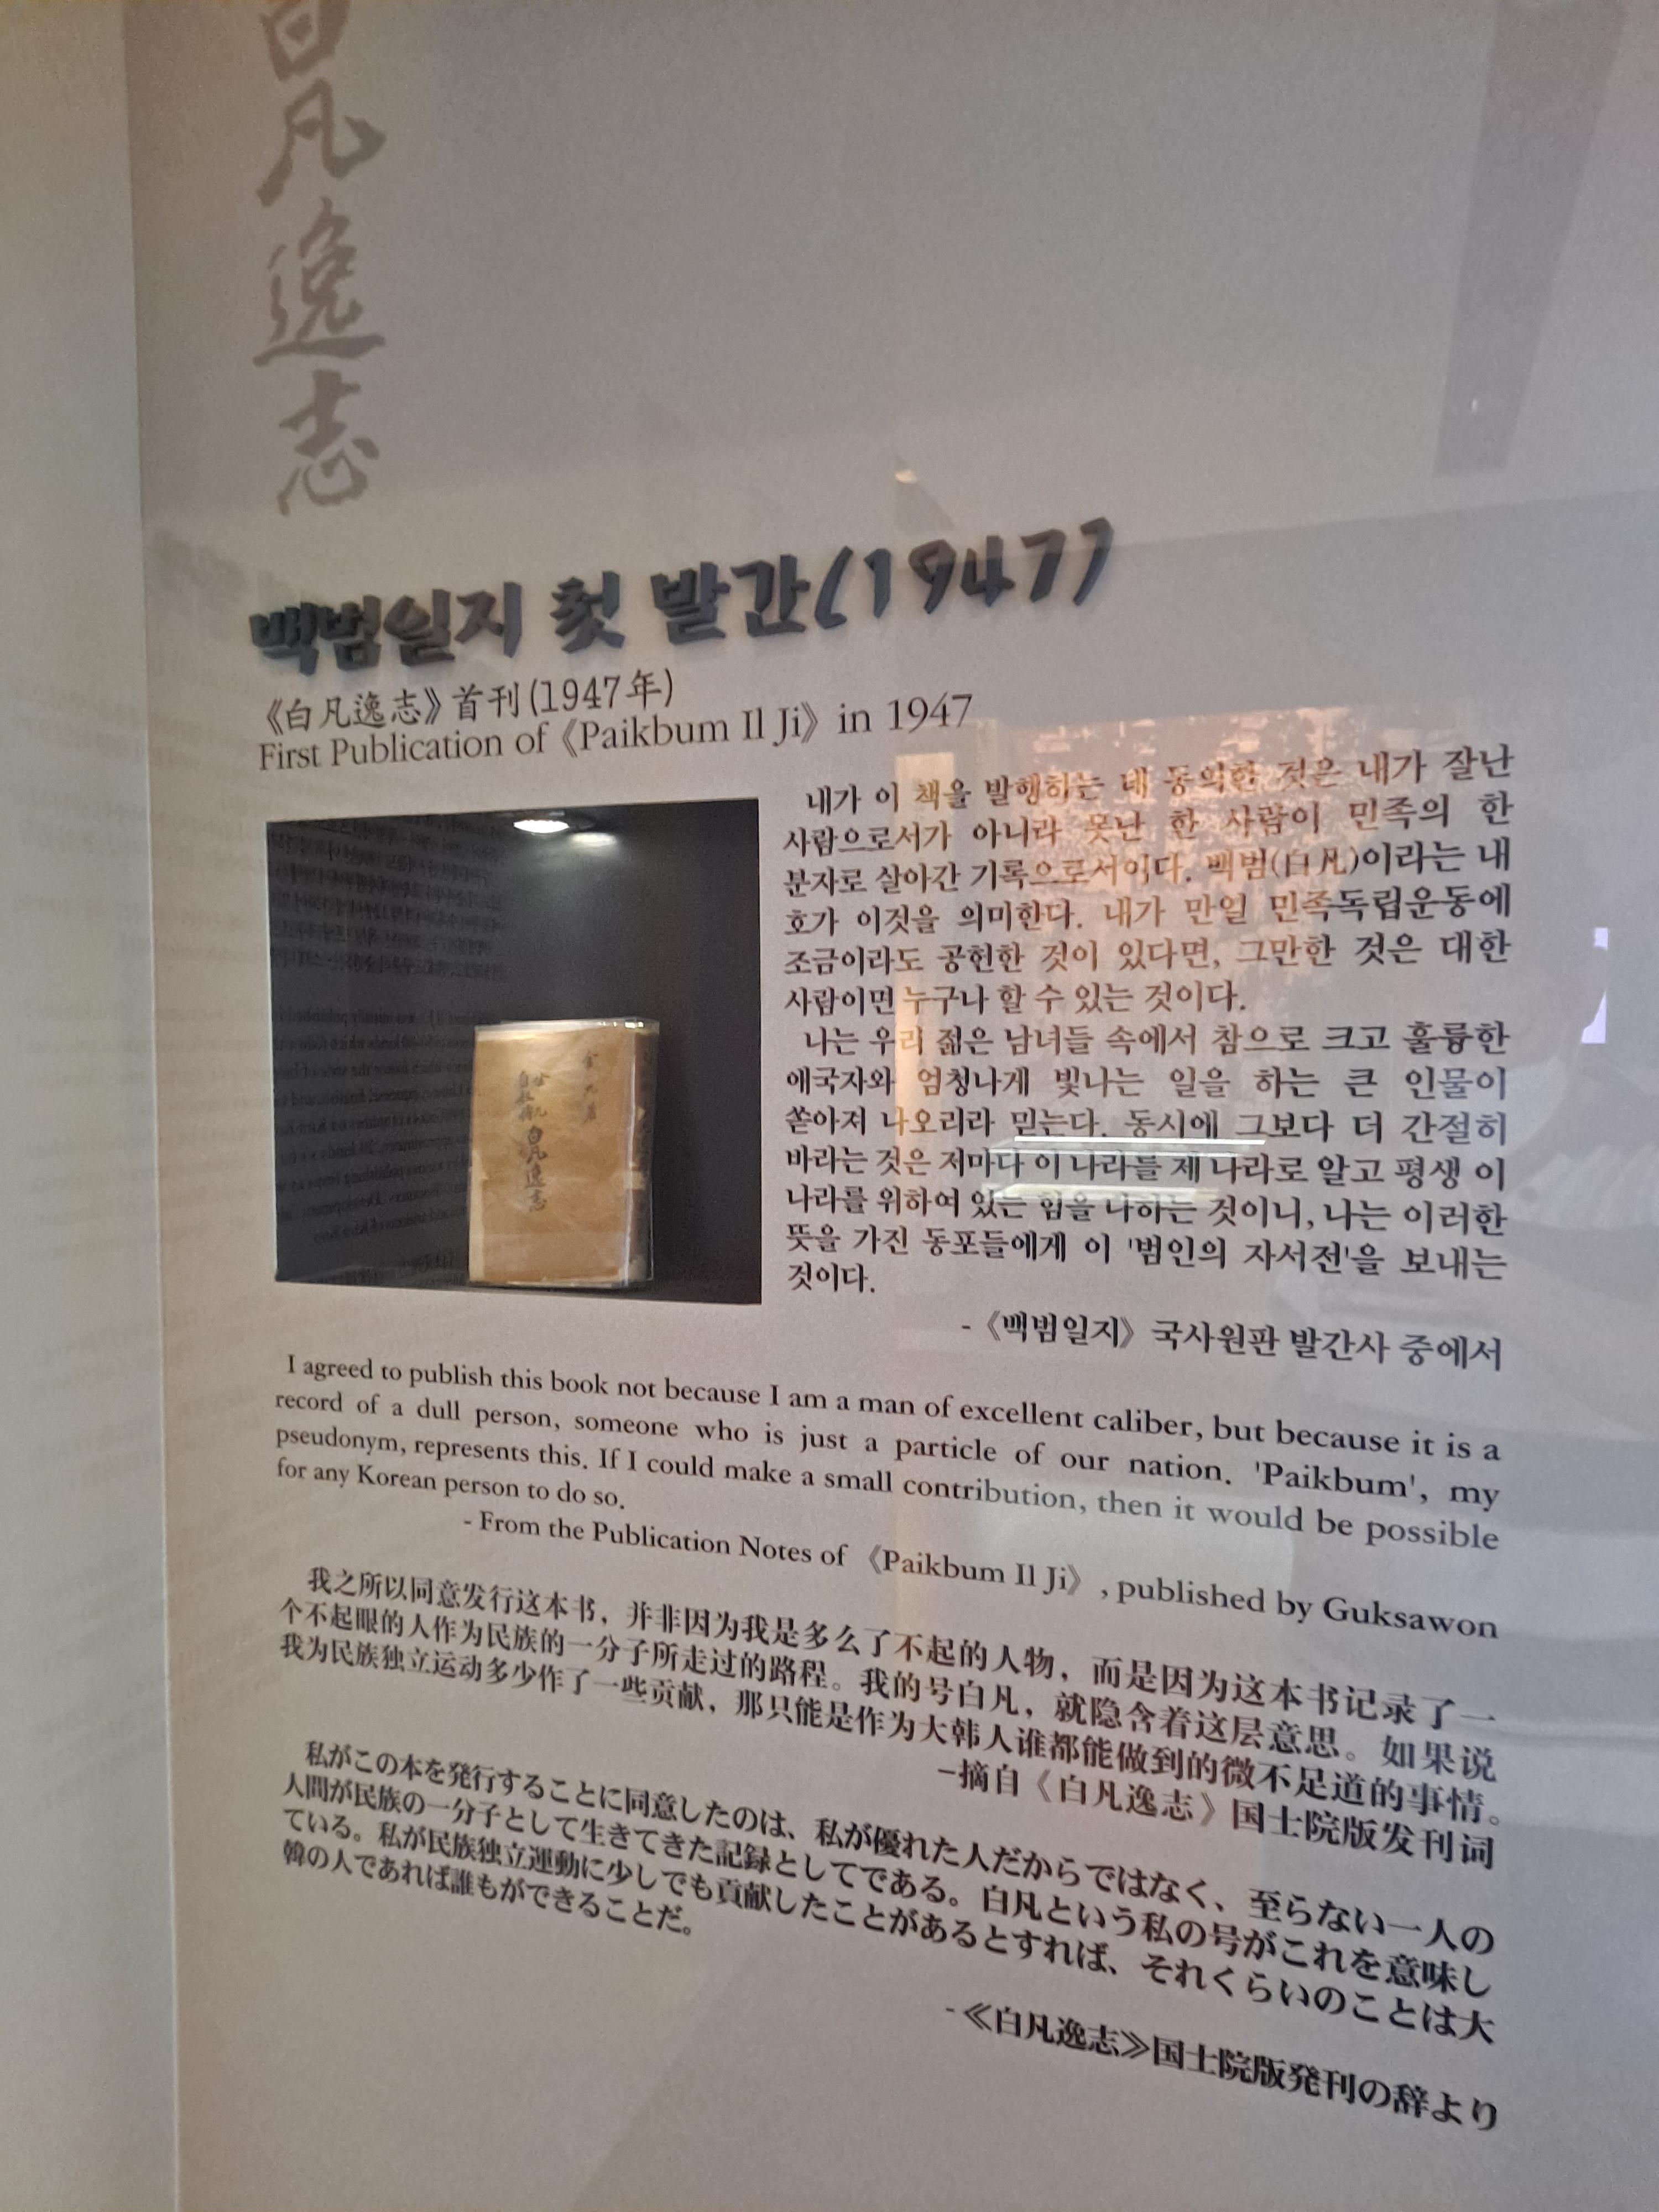 白凡逸志
백범일지 첫 발간(1947)
《白凡逸志》首刊(1947年)
First Publication of《Paikbum Il Ji》in 1947
내가 이 책을 발행하는 데 동의한 것은 내가 잘난
사람으로서가 아니라 못난 한 사람이 민족의 한
분자로 살아간 기록으로서이다. 백범(白凡)이라는 내
호가 이것을 의미한다. 내가 만일 민족독립운동에
조금이라도 공헌한 것이 있다면, 그만한 것은 대한
사람이면 누구나 할 수 있는 것이다.
나는 우리 젊은 남녀들 속에서 참으로 크고 훌륭한
애국자와 엄청나게 빛나는 일을 하는 큰 인물이
쏟아져 나오리라 믿는다. 동시에 그보다 더 간절히
바라는 것은 저마다 이 나라를 제 나라로 알고 평생 이
나라를 위하여 있는 힘을 다하는 것이니, 나는 이러한
뜻을 가진 동포들에게 이 '범인의 자서전'을 보내는
것이다.
-《백범일지》국사원판 발간사 중에서
白凡逸志
I agreed to publish this book not because I am a man of excellent caliber, but because it is a
record of a dull person, someone who is just a particle of our nation. 'Paikbum', my
pseudonym, represents this. If I could make a small contribution, then it would be possible
for any Korean person to do so.
- From the Publication Notes of 《Paikbum Il Ji》, published by Guksawon
我之所以同意发行这本书，并非因为我是多么了不起的人物，而是因为这本书记录了一
个不起眼的人作为民族的一分子所走过的路程。我的号白凡，就隐含着这层意思。如果说
我为民族独立运动多少作了一些贡献，那只能是作为大韩人谁都能做到的微不足道的事情。
-摘自《白凡逸志》国士院版发刊词
私がこの本を発行することに同意したのは、私が優れた人だからではなく、至らない一人の
人間が民族の一分子として生きてきた記録としてである。白凡という私の号がこれを意味し
ている。私が民族独立運動に少しでも貢献したことがあるとすれば、それくらいのことは大
韓の人であれば誰もができることだ。
-≪白凡逸志≫国士院版発刊の辞より